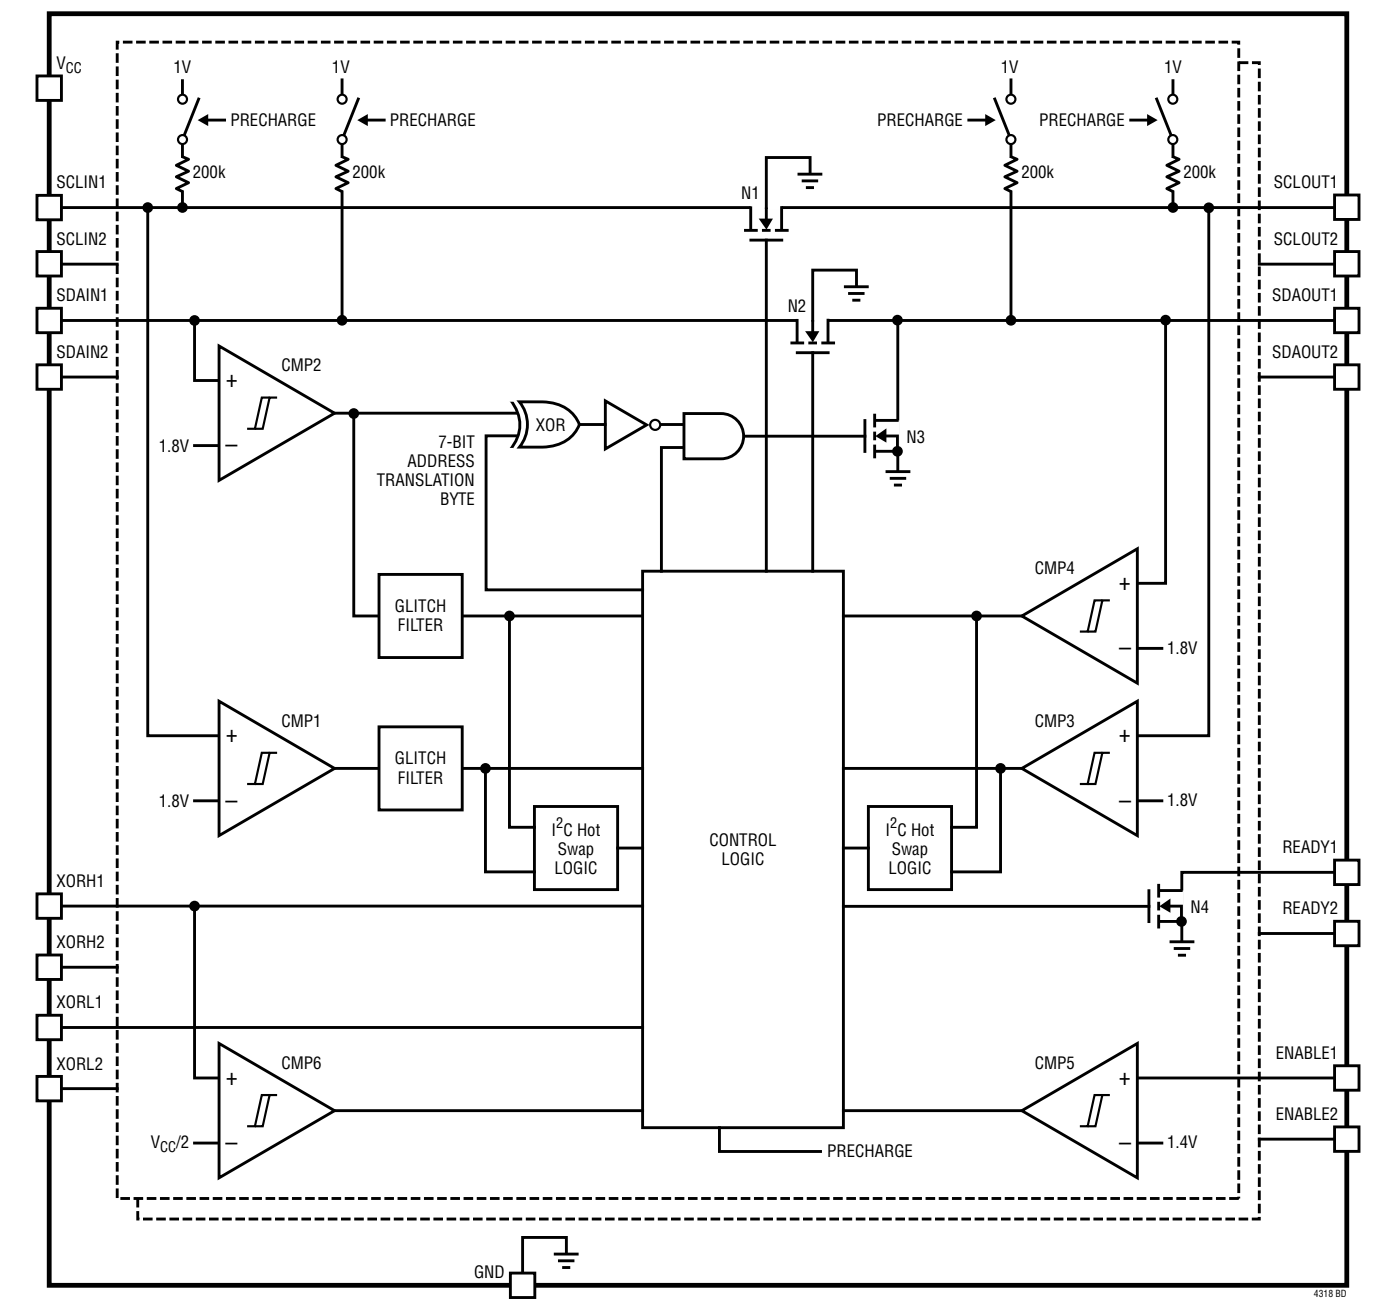 VCC
1V
1V
1V
1V
PRECHARGE
PRECHARGE
PRECHARGE
PRECHARGE
200k
200k
200k
200k
SCLIN1
N1
SCLOUT1
SCLIN2
SCLOUT2
SDAIN1
N2
SDAOUT1
SDAIN2
SDAOUT2
CMP2
+
1.8V
–
XOR
N3
7-BIT
ADDRESS
TRANSLATION
BYTE
CMP4
+
–
1.8V
GLITCH
FILTER
CMP1
+
1.8V
–
GLITCH
FILTER
CMP3
+
–
1.8V
I2C Hot
Swap
LOGIC
CONTROL
LOGIC
I2C Hot
Swap
LOGIC
READY1
XORH1
N4
READY2
XORH2
XORL1
XORL2
CMP6
+
VCC/2
–
CMP5
+
–
1.4V
ENABLE1
ENABLE2
PRECHARGE
GND
4318 BD